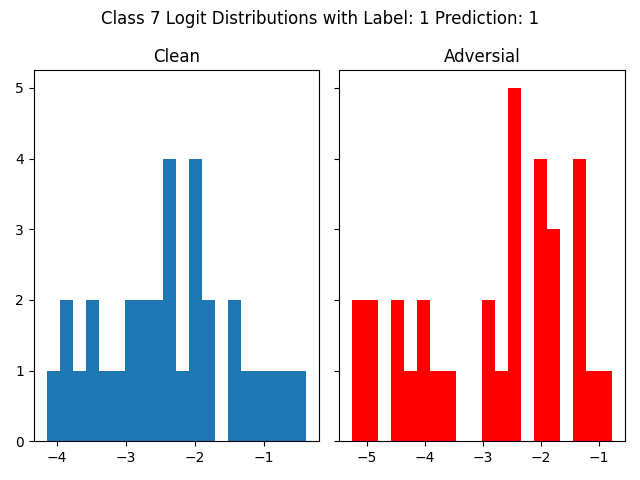 Class 7 Logit Distributions with Label: 1 Prediction: 1
Clean
Adversial
5
4
3
2
1
0
−4 −3 −2 −1
−5 −4 −3 −2 −1